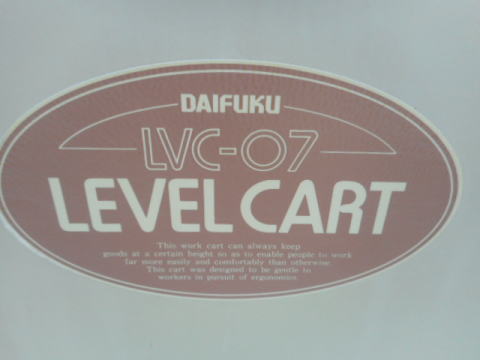 DAIFUKU
LVC-07
LEVEL CART
This work cart can always keep
goods at a certain height so as to enable people to work
far more easily and comfortably than otherwise.
This cart was designed to be gentle to
workers in pursuit of ergonomics.